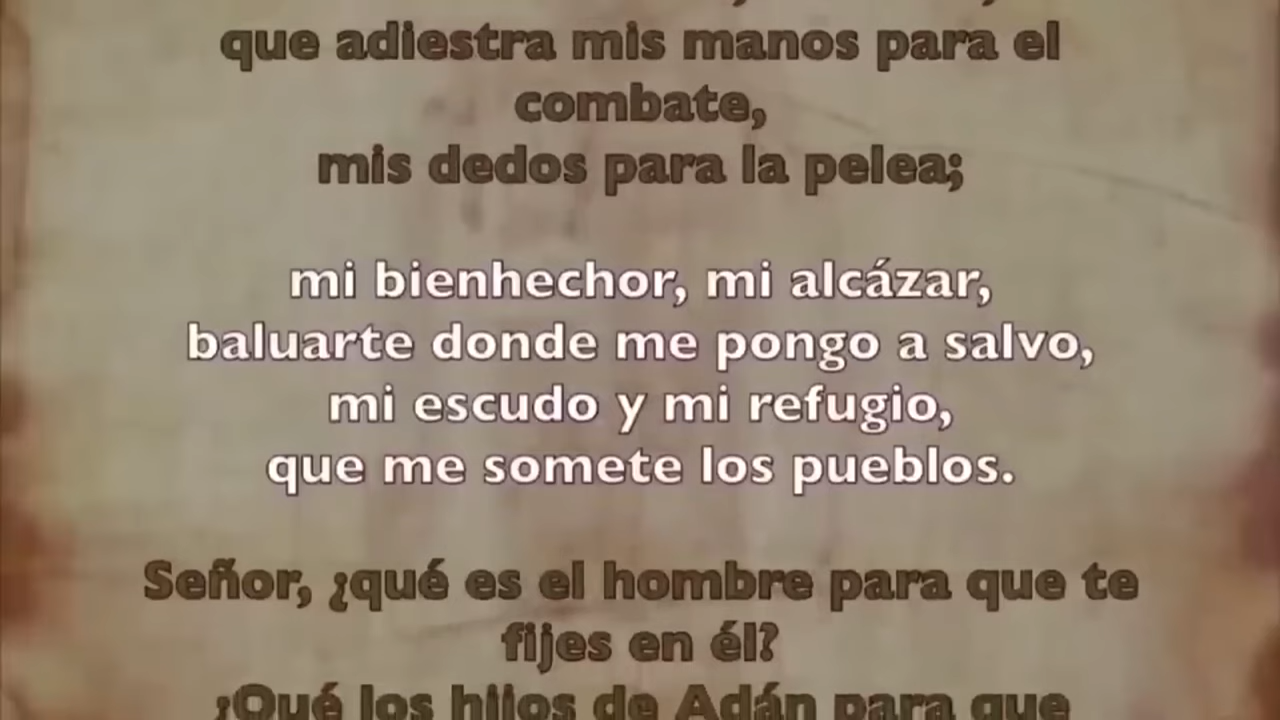 que adiestra mis manos para el
combate,
mis dedos para la pelea;
mi bienhechor, mi alcázar,
baluarte donde me pongo a salvo,
mi escudo y mi refugio,
que me somete los pueblos.
Señor, ¿qué es el hombre para que te
fijes en él?
¿Qué los hijos de Adán para que